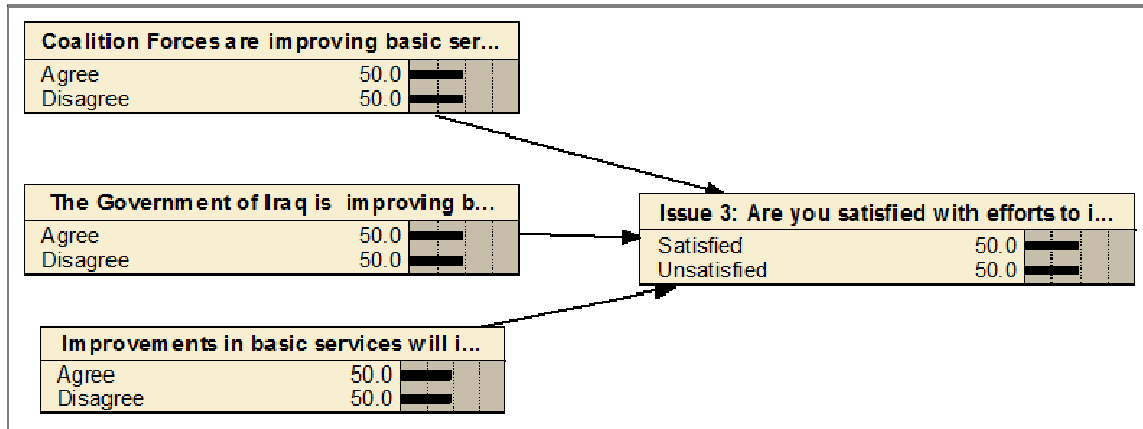 Coalition Forces are improving basic ser...
Agree 50.0
Disagree 50.0
The Government of Iraq is improving b...
Agree 50.0
Disagree 50.0
Issue 3: Are you satisfied with efforts to i...
Satisfied 50.0
Unsatisfied 50.0
Improvements in basic services will i...
Agree 50.0
Disagree 50.0